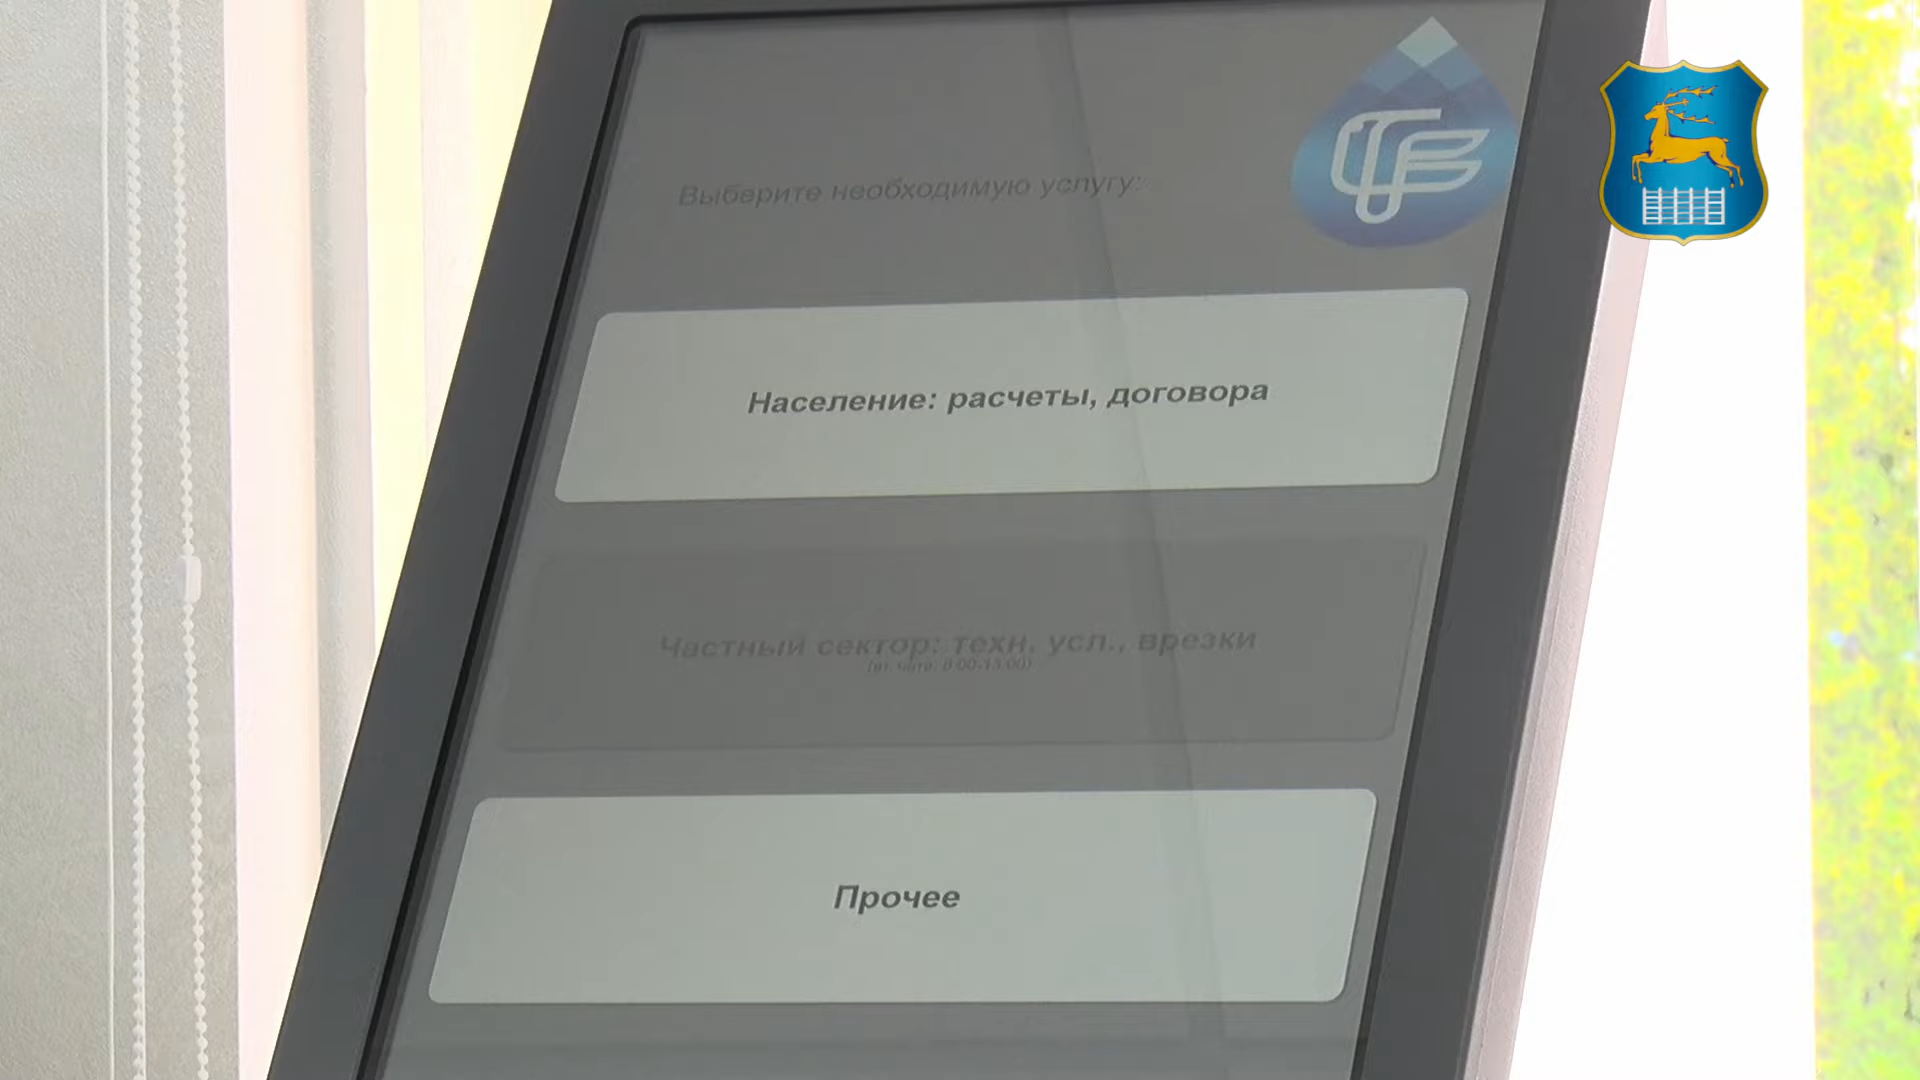 Выберите необходимую услугу:
Население: расчеты, договора
Частный сектор: техн. усл., врезки
Прочее